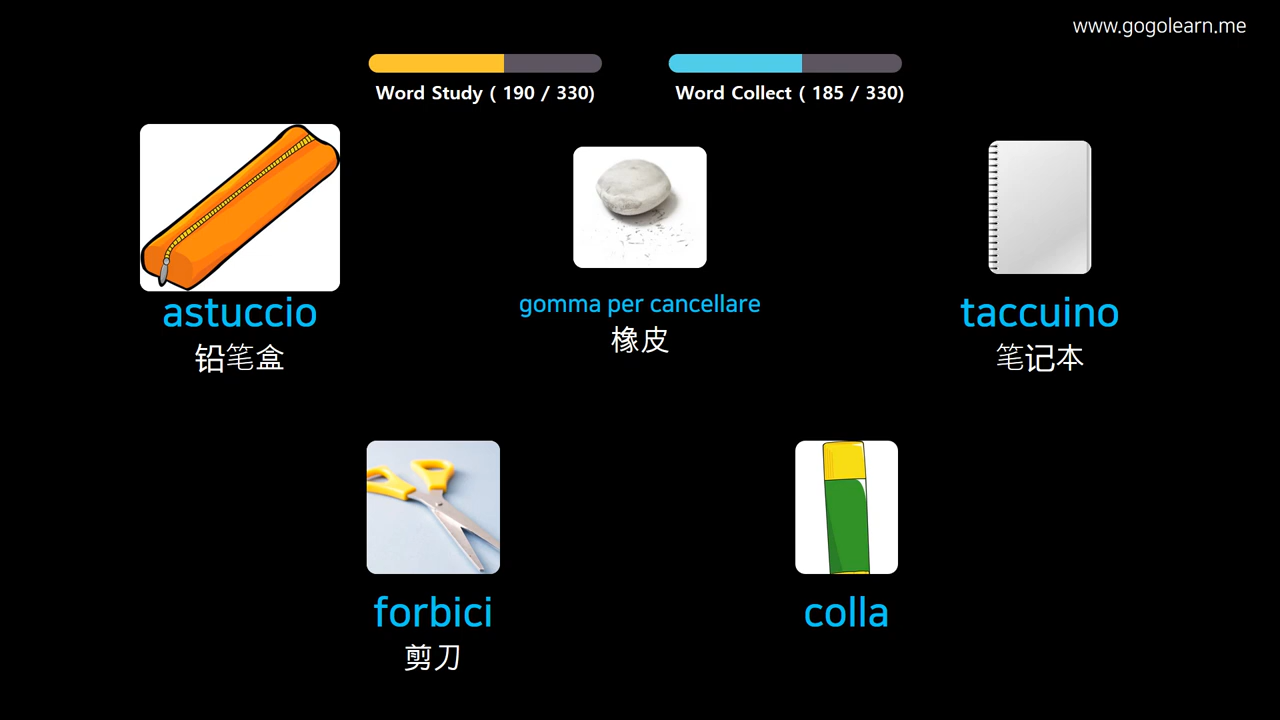 www.gogolearn.me
Word Study ( 190 / 330)
Word Collect ( 185 / 330)
astuccio
铅笔盒
gomma per cancellare
橡皮
taccuino
笔记本
forbici
剪刀
colla